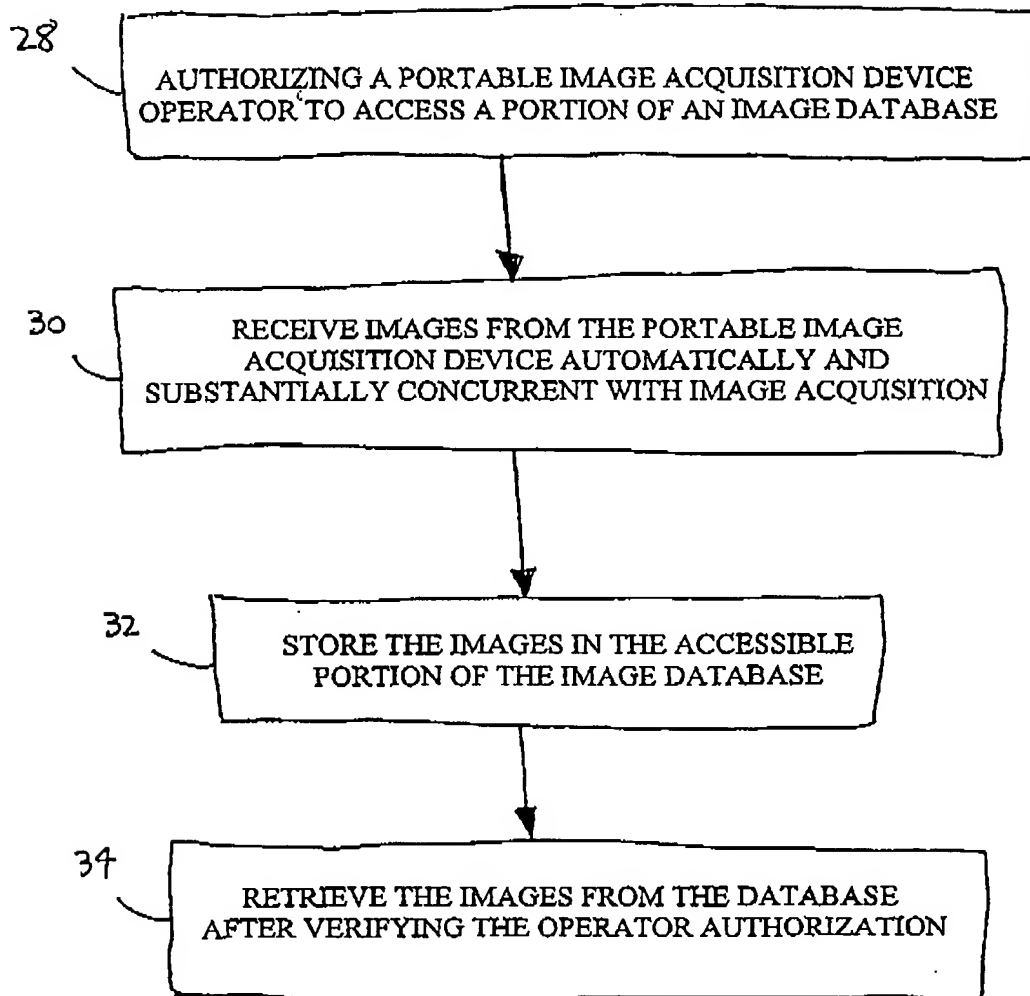 28
AUTHORIZING A PORTABLE IMAGE ACQUISITION DEVICE
OPERATOR TO ACCESS A PORTION OF AN IMAGE DATABASE
30
RECEIVE IMAGES FROM THE PORTABLE IMAGE
ACQUISITION DEVICE AUTOMATICALLY AND
SUBSTANTIALLY CONCURRENT WITH IMAGE ACQUISITION
32
STORE THE IMAGES IN THE ACCESSIBLE
PORTION OF THE IMAGE DATABASE
34
RETRIEVE THE IMAGES FROM THE DATABASE
AFTER VERIFYING THE OPERATOR AUTHORIZATION